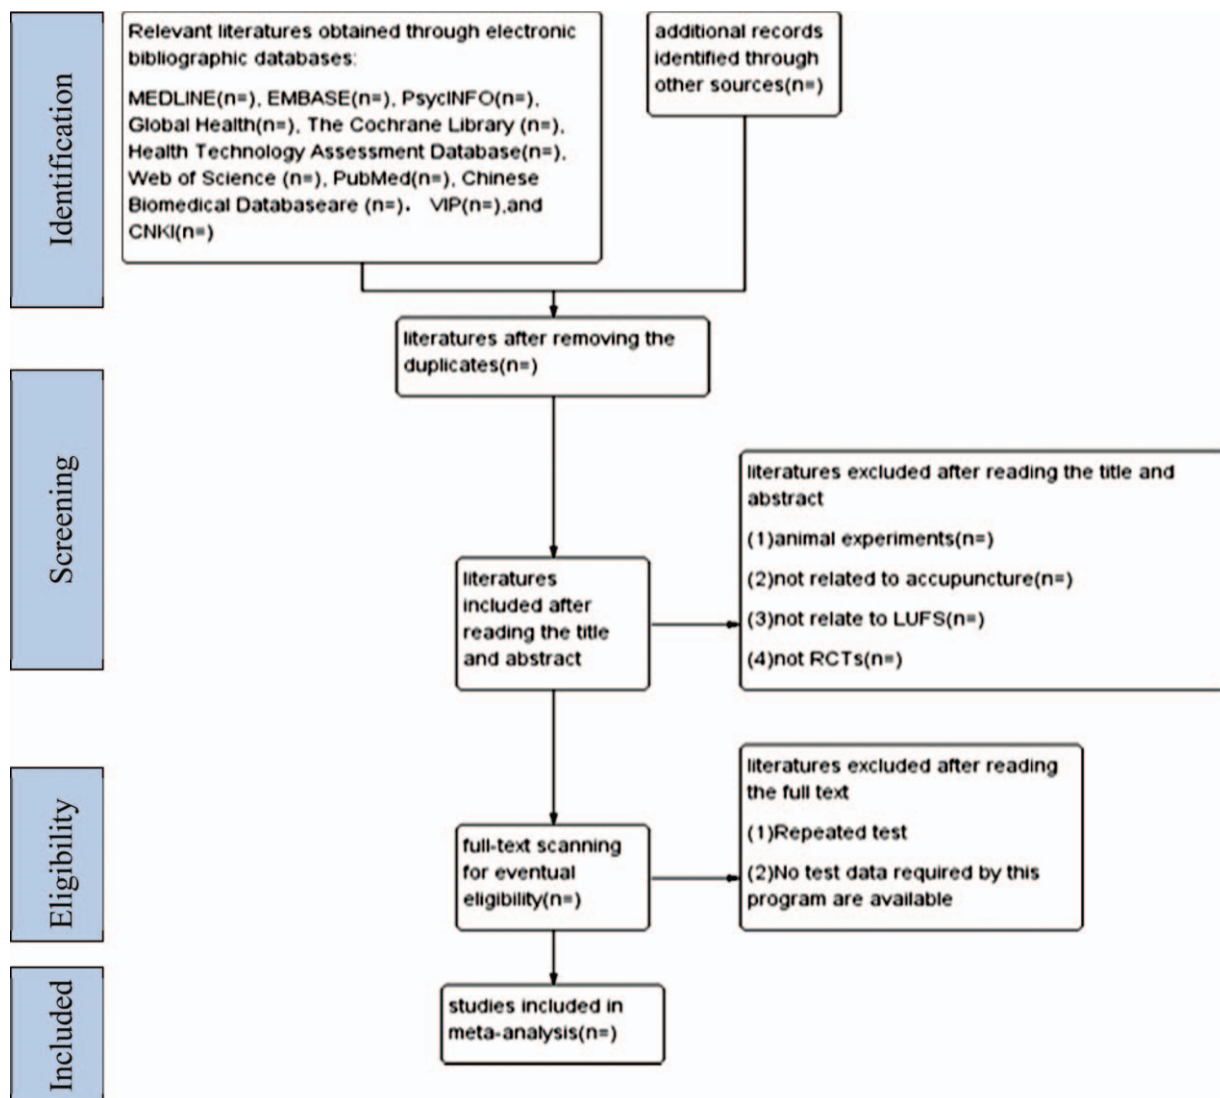 Identification
Relevant literatures obtained through electronic
bibliographic databases:
MEDLINE(n=), EMBASE(n=), PsycINFO(n=),
Global Health(n=), The Cochrane Library (n=),
Health Technology Assessment Database(n=),
Web of Science (n=), PubMed(n=), Chinese
Biomedical Databaseare (n=). VIP(n=),and
CNKI(n=)
additional records
identified through
other sources(n=)
literatures after removing the
duplicates(n=)
Screening
literatures
included after
reading the title
and abstract
literatures excluded after reading the title and
abstract
(1)animal experiments(n=)
(2)not related to accupuncture(n=)
(3)not relate to LUFS(n=)
(4)not RCTs(n=)
Eligibility
full-text scanning
for eventual
eligibility(n=)
literatures excluded after reading
the full text
(1)Repeated test
(2)No test data required by this
program are available
Included
studies included in
meta-analysis(n=)